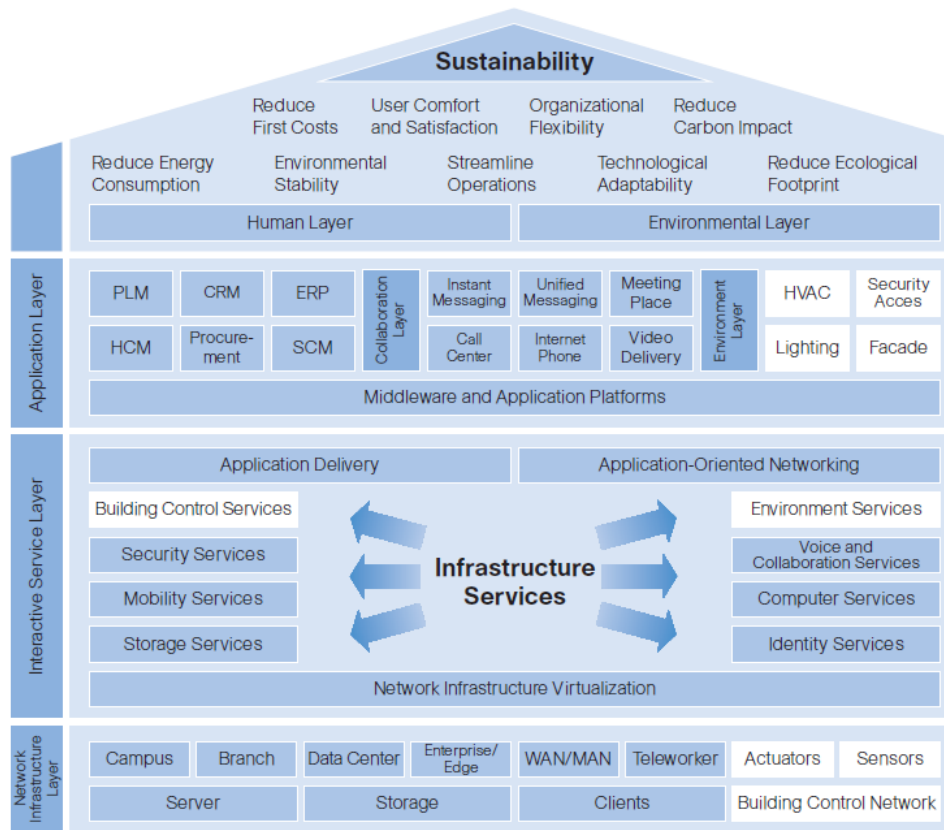 Sustainability
Reduce
First Costs
User Comfort
and Satisfaction
Organizational
Flexibility
Reduce
Carbon Impact
Reduce Energy
Consumption
Environmental
Stability
Streamline
Operations
Technological
Adaptability
Reduce Ecological
Footprint
Human Layer
Environmental Layer
Application Layer
PLM
CRM
ERP
Collaboration
Layer
Instant
Messaging
Unified
Messaging
Meeting
Place
Environment
Layer
HVAC
Security
Acces
HCM
Procure-
ment
SCM
Call
Center
Internet
Phone
Video
Delivery
Lighting
Facade
Middleware and Application Platforms
Interactive Service Layer
Application Delivery
Application-Oriented Networking
Building Control Services
Environment Services
Security Services
Infrastructure
Services
Voice and
Collaboration Services
Mobility Services
Computer Services
Storage Services
Identity Services
Network Infrastructure Virtualization
Network
Infrastructure
Layer
Campus
Branch
Data Center
Enterprise/
Edge
WAN/MAN
Teleworker
Actuators
Sensors
Server
Storage
Clients
Building Control Network